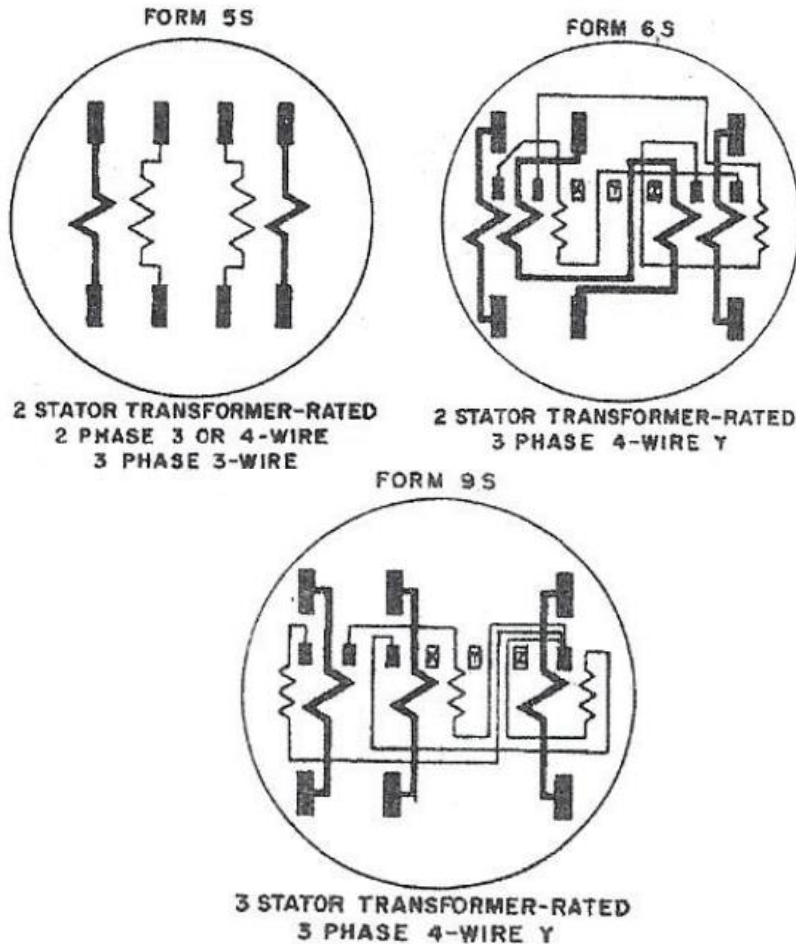 FORM 5S
2 STATOR TRANSFORMER-RATED
2 PHASE 3 OR 4-WIRE
3 PHASE 3-WIRE
FORM 6S
X
Y
Z
2 STATOR TRANSFORMER-RATED
3 PHASE 4-WIRE Y
FORM 9S
X
Y
Z
3 STATOR TRANSFORMER-RATED
3 PHASE 4-WIRE Y